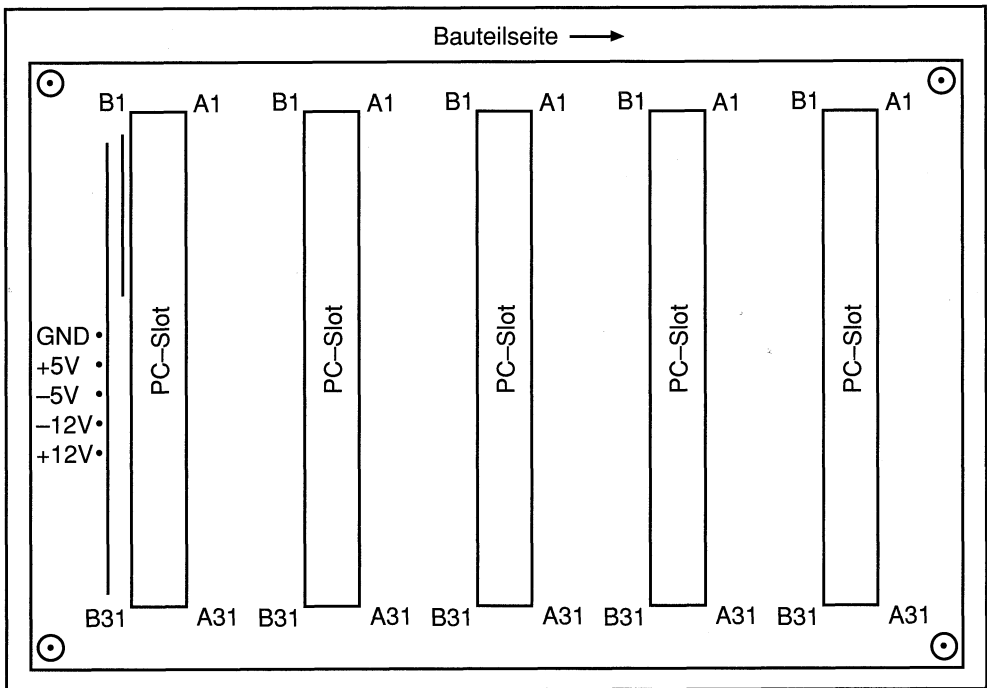 Bauteilseite
B1 A1 B1 A1 B1 A1 B1 A1 B1 A1
PC–Slot PC–Slot PC–Slot PC–Slot PC–Slot
GND
+5V
–5V
–12V
+12V
B31 A31 B31 A31 B31 A31 B31 A31 B31 A31